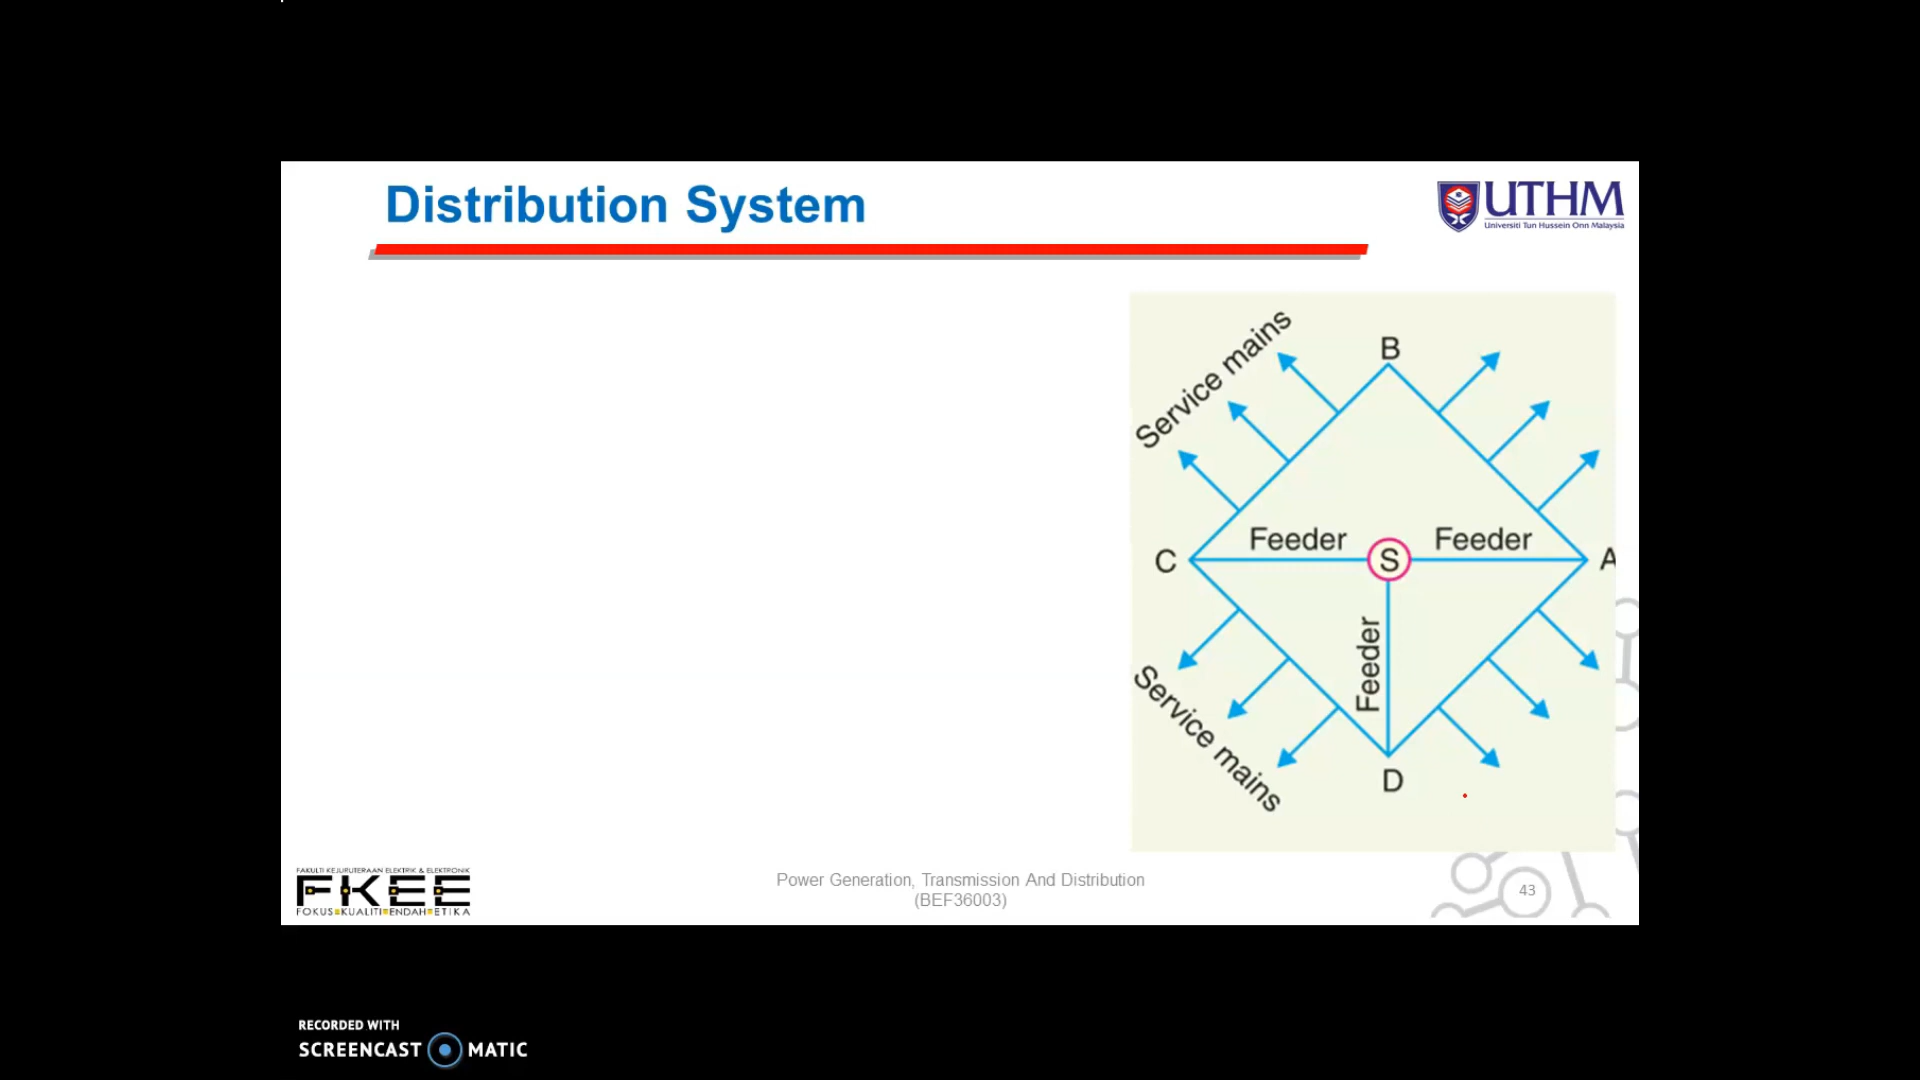 Distribution System
UTHM
Universiti Tun Hussein Onn Malaysia
Service mains
B
Feeder
Feeder
C
S
A
Feeder
Service mains
D
FAKULTI KEJURUTERAAN ELEKTRIK & ELEKTRONIK
FKEE
FOKUS KUALITI ENDAH ETIKA
Power Generation, Transmission And Distribution
(BEF36003)
43
RECORDED WITH
SCREENCAST MATIC